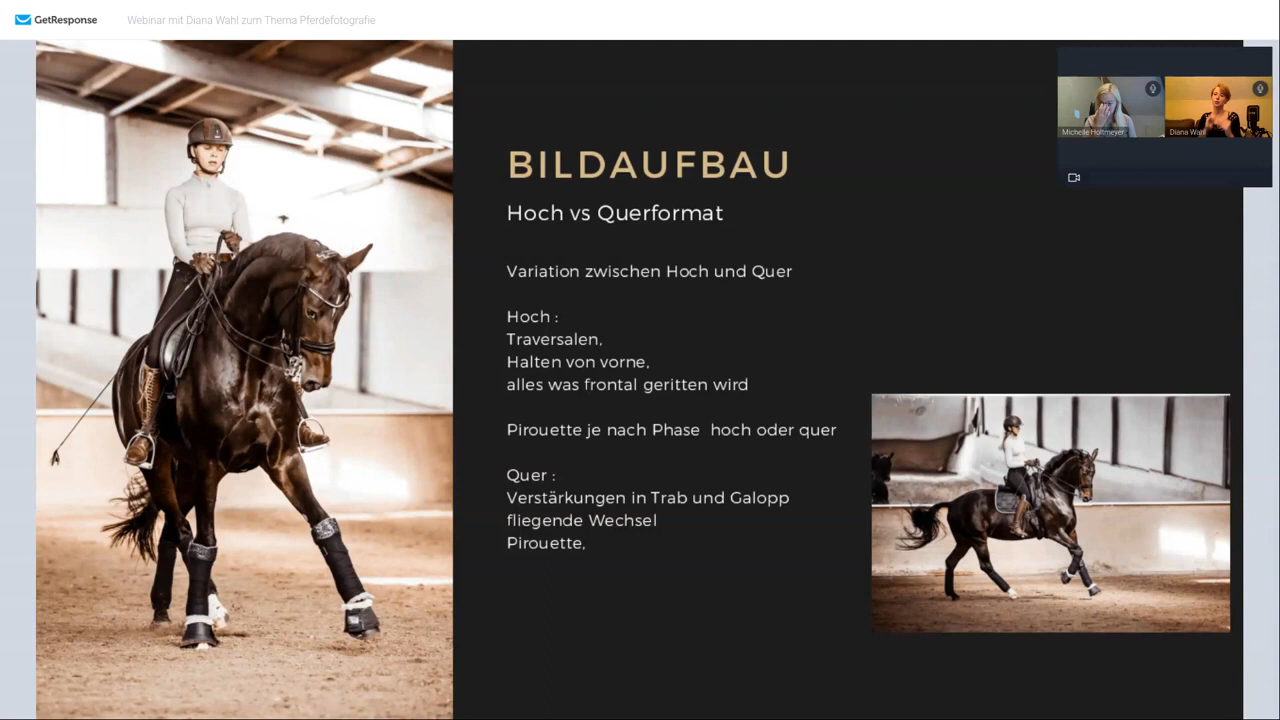 GetResponse
Webinar mit Diana Wahl zum Thema Pferdefotografie
Michelle Holtmeyer
Diana Wahl
BILDAUFBAU
Hoch vs Querformat
Variation zwischen Hoch und Quer
Hoch :
Traversalen,
Halten von vorne,
alles was frontal geritten wird
Pirouette je nach Phase hoch oder quer
Quer :
Verstärkungen in Trab und Galopp
fliegende Wechsel
Pirouette,